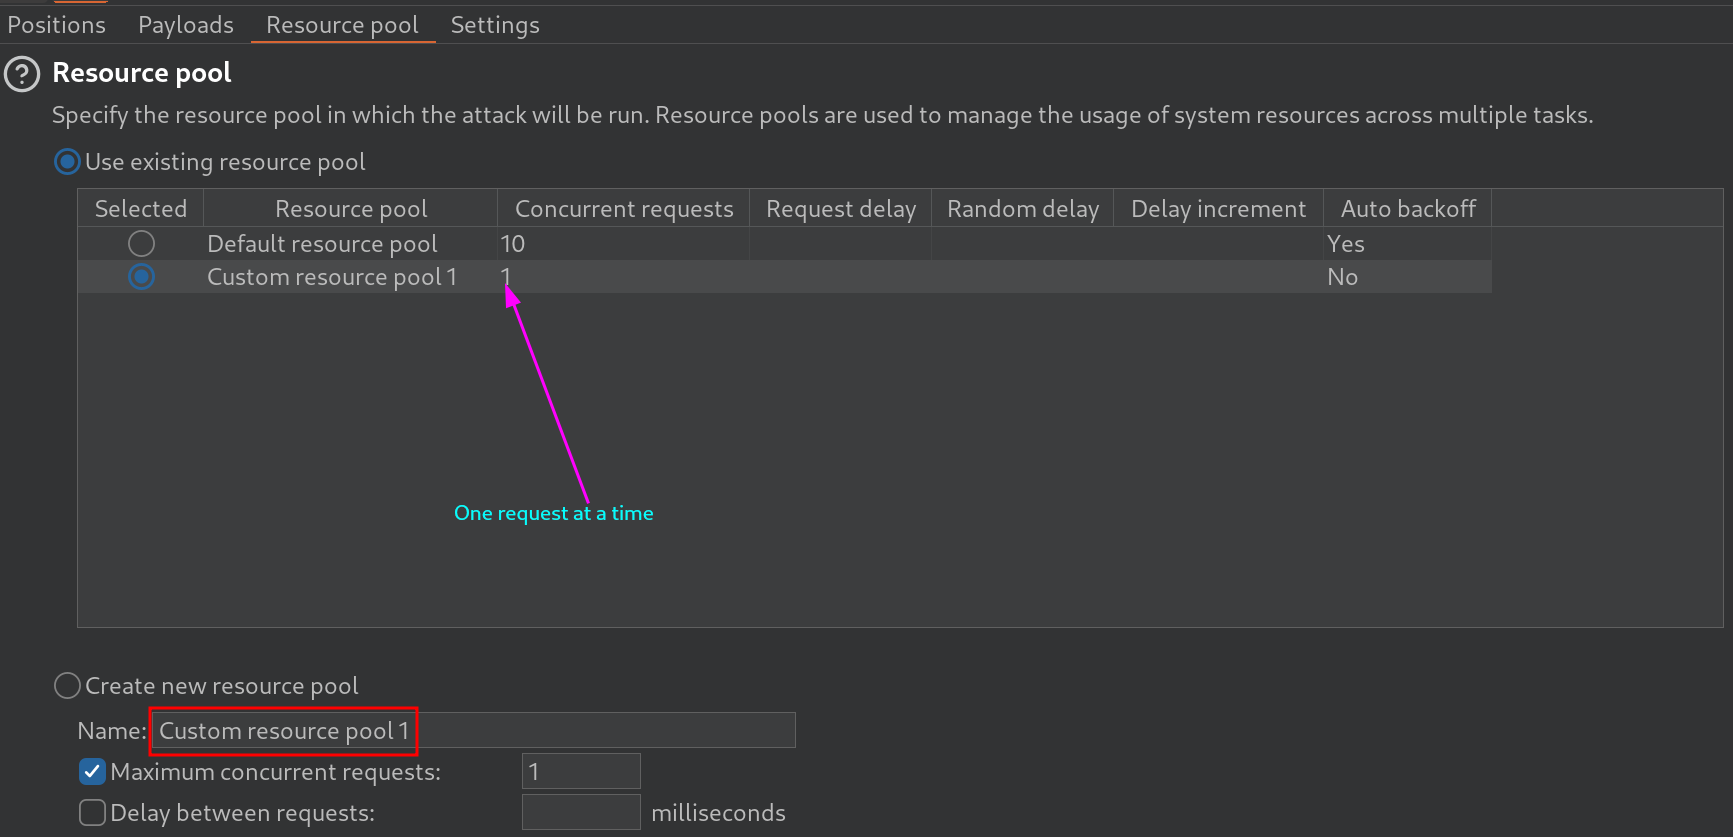 Positions Payloads Resource pool Settings
? Resource pool
Specify the resource pool in which the attack will be run. Resource pools are used to manage the usage of system resources across multiple tasks.
Use existing resource pool
Selected Resource pool Concurrent requests Request delay Random delay Delay increment Auto backoff
Default resource pool 10 Yes
Custom resource pool 1 1 No
One request at a time
Create new resource pool
Name: Custom resource pool 1
Maximum concurrent requests: 1
Delay between requests: milliseconds